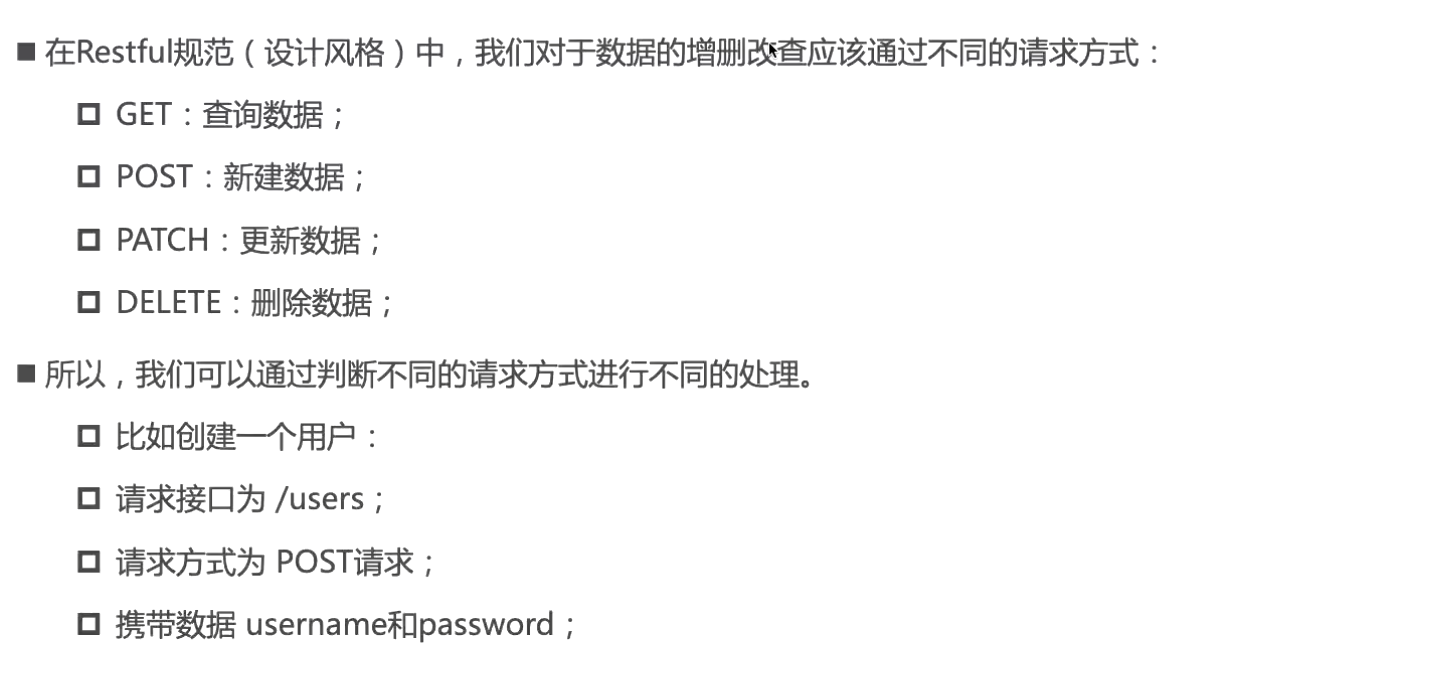 ■ 在Restful规范（设计风格）中，我们对于数据的增删改查应该通过不同的请求方式：
GET：查询数据；
POST：新建数据；
PATCH：更新数据；
DELETE：删除数据；
■ 所以，我们可以通过判断不同的请求方式进行不同的处理。
比如创建一个用户：
请求接口为 /users；
请求方式为 POST请求；
携带数据 username和password；